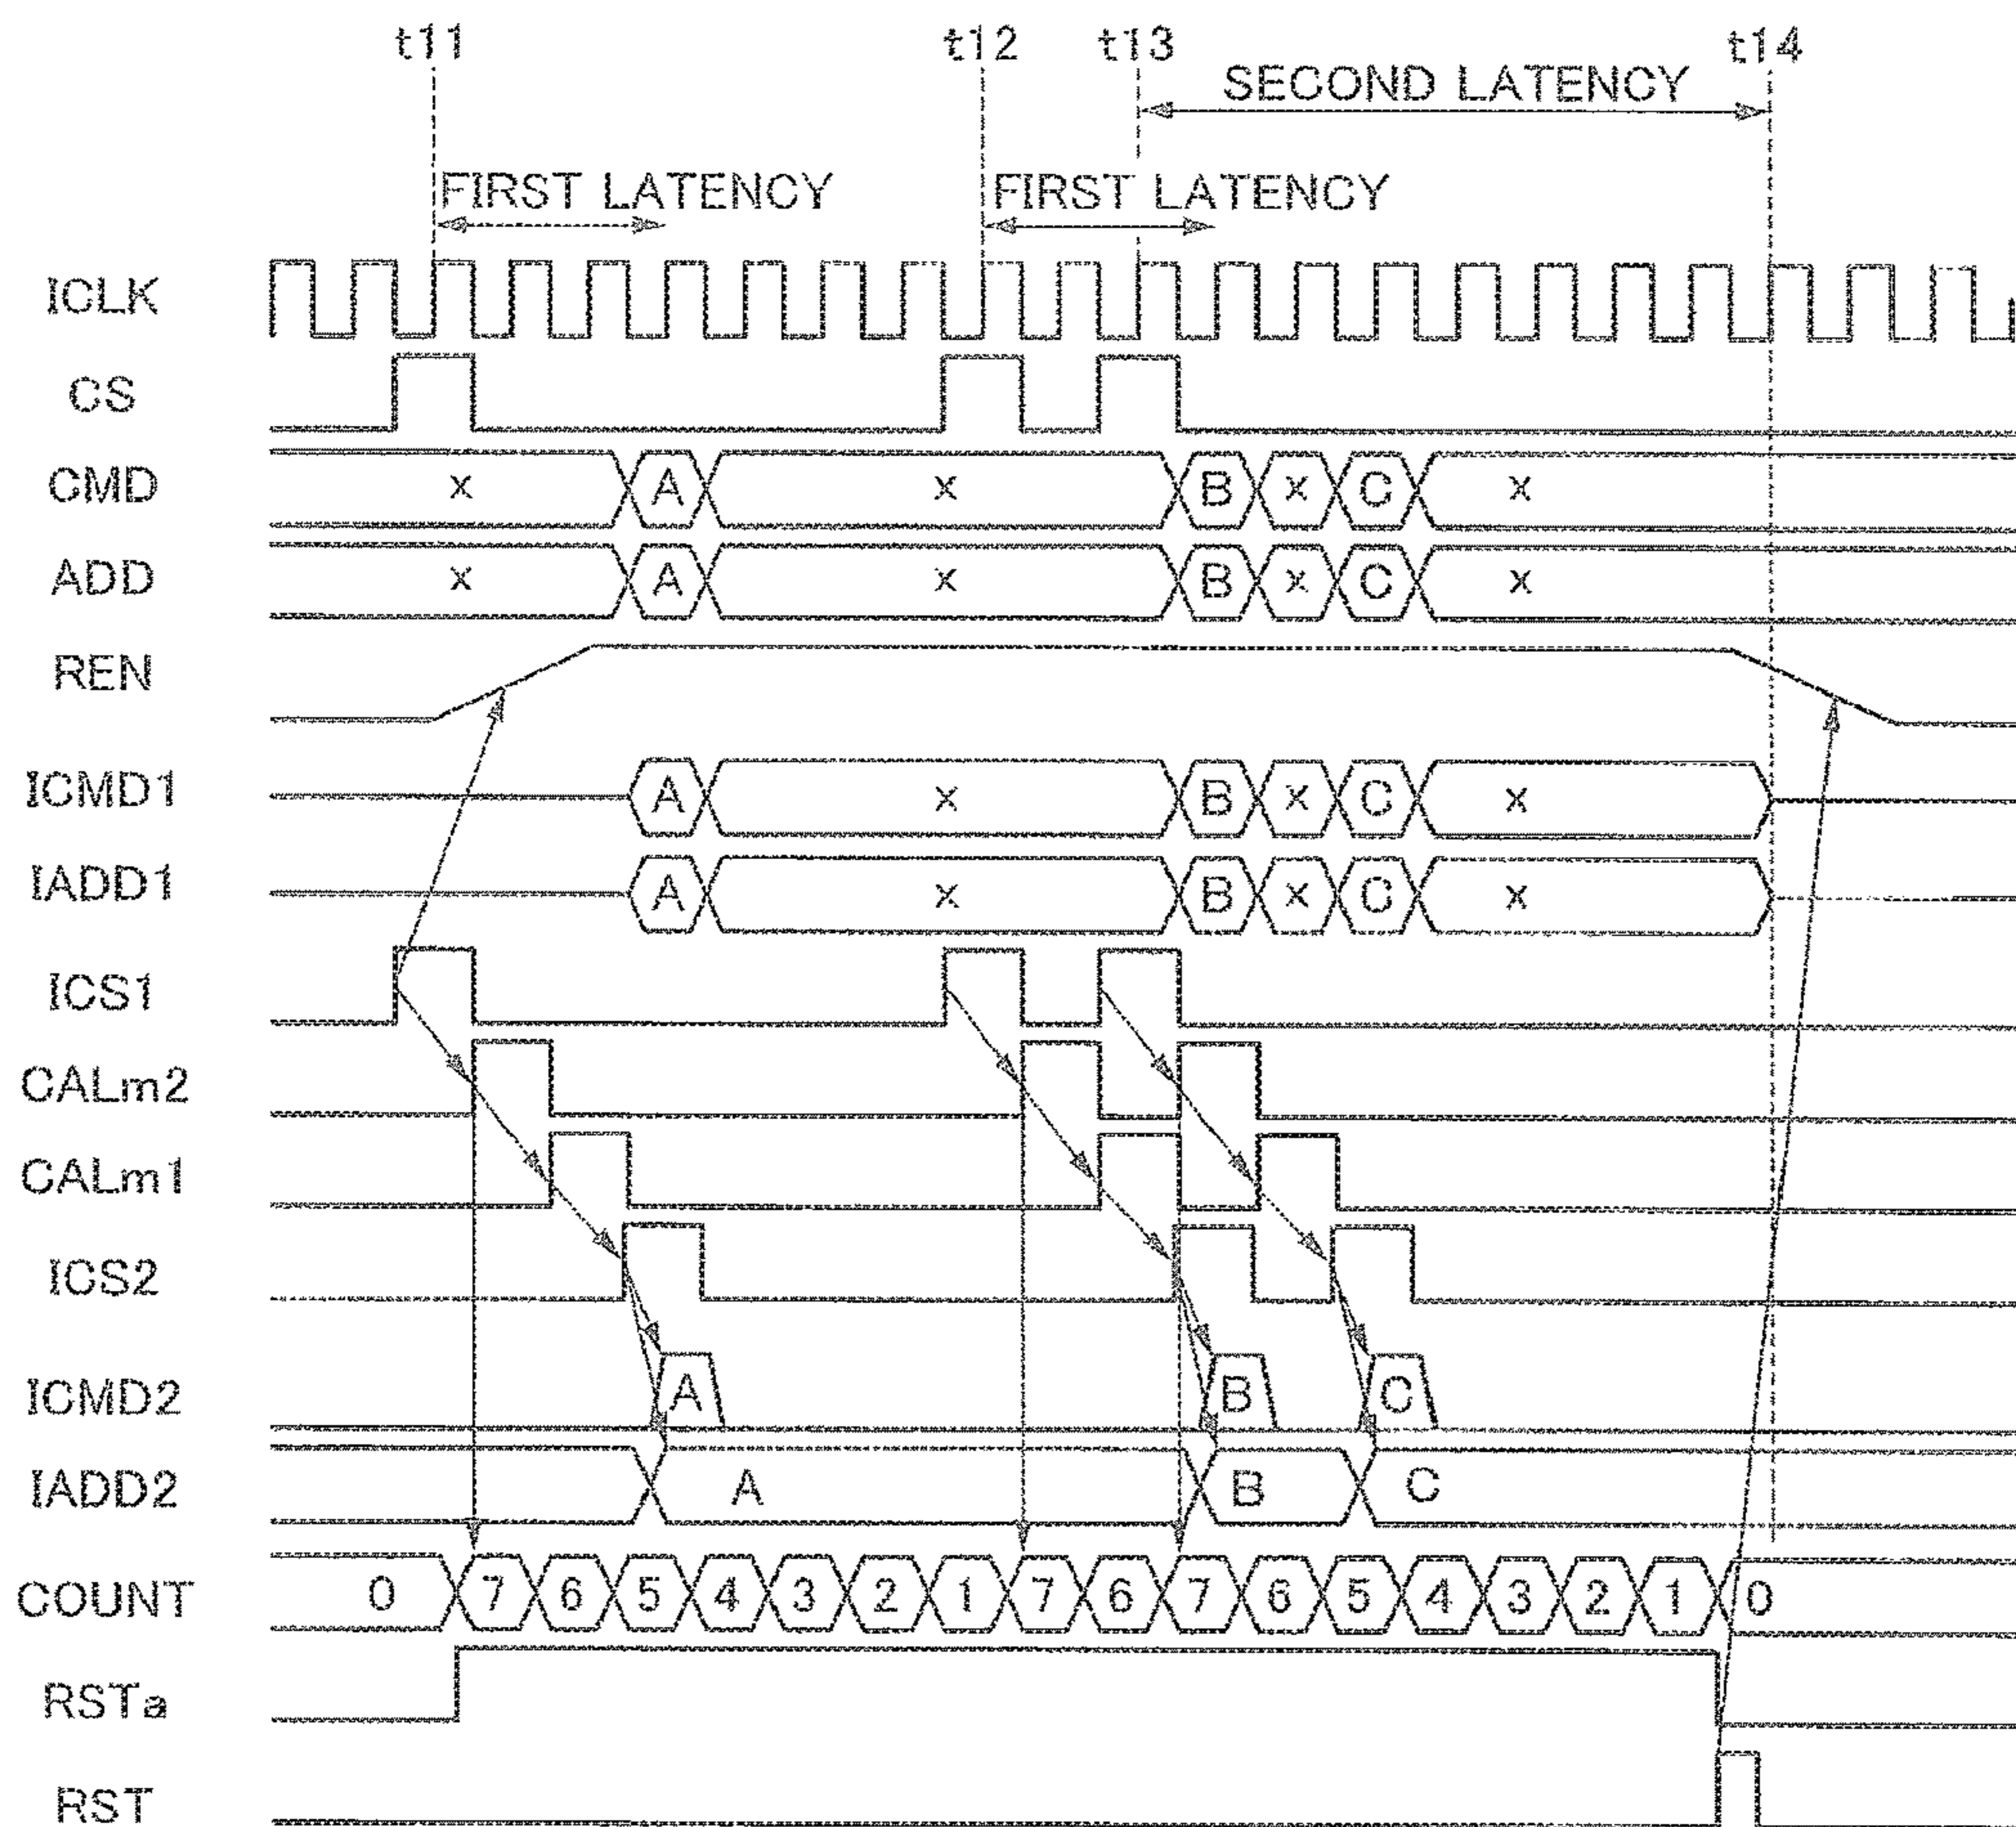 t11 t12 t13 t14
SECOND LATENCY
FIRST LATENCY FIRST LATENCY
ICLK
CS
CMD x A x B x C x
ADD x A x B x C x
REN
ICMD1 A x B x C x
IADD1 A x B x C x
ICS1
CALm2
CALm1
ICS2
ICMD2 A B C
IADD2 A B C
COUNT 0 7 6 5 4 3 2 1 7 6 7 6 5 4 3 2 1 0
RSTa
RST